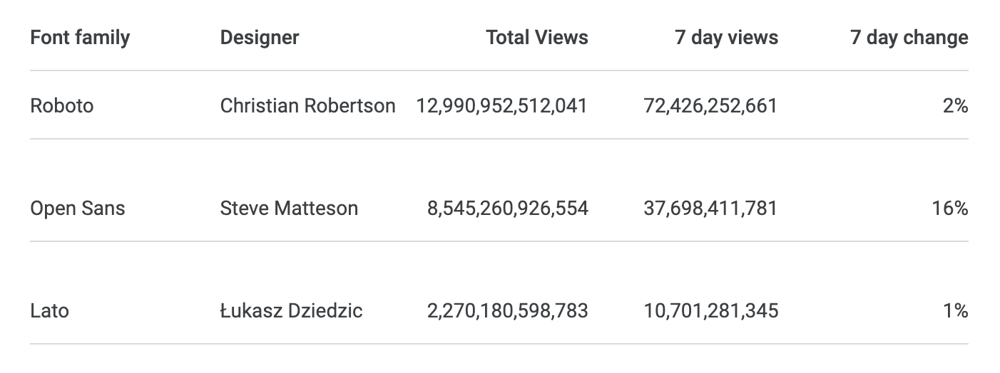 Font family Designer Total Views 7 day views 7 day change
Roboto Christian Robertson 12,990,952,512,041 72,426,252,661 2%
Open Sans Steve Matteson 8,545,260,926,554 37,698,411,781 16%
Lato Łukasz Dziedzic 2,270,180,598,783 10,701,281,345 1%